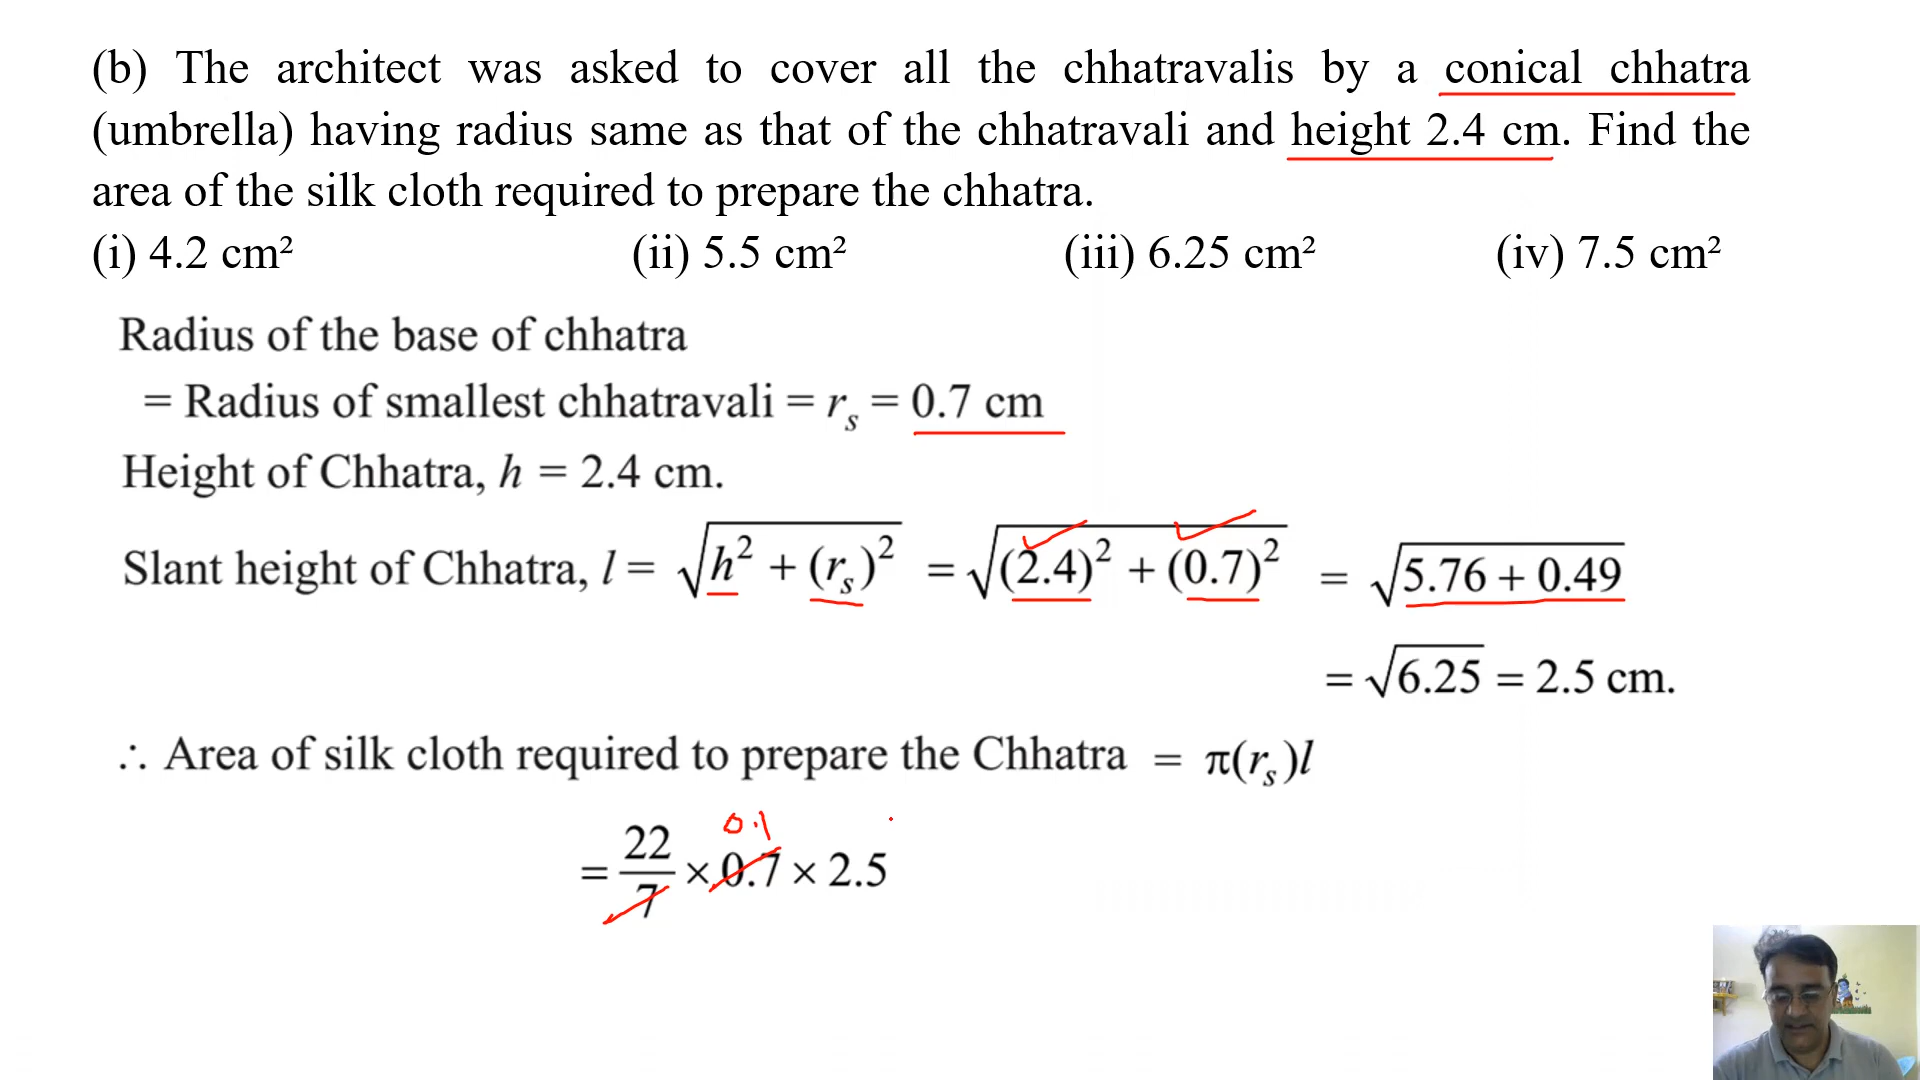 (b) The architect was asked to cover all the chhatravalis by a conical chhatra
(umbrella) having radius same as that of the chhatravali and height 2.4 cm. Find the
area of the silk cloth required to prepare the chhatra.
(i) 4.2 cm² (ii) 5.5 cm² (iii) 6.25 cm² (iv) 7.5 cm²
Radius of the base of chhatra
= Radius of smallest chhatravali = rₛ = 0.7 cm
Height of Chhatra, h = 2.4 cm.
Slant height of Chhatra, l = √(h² + (rₛ)²) = √((2.4)² + (0.7)²) = √(5.76 + 0.49)
= √6.25 = 2.5 cm.
∴ Area of silk cloth required to prepare the Chhatra = π(rₛ)l
0.1
= 22/7 × 0.7 × 2.5